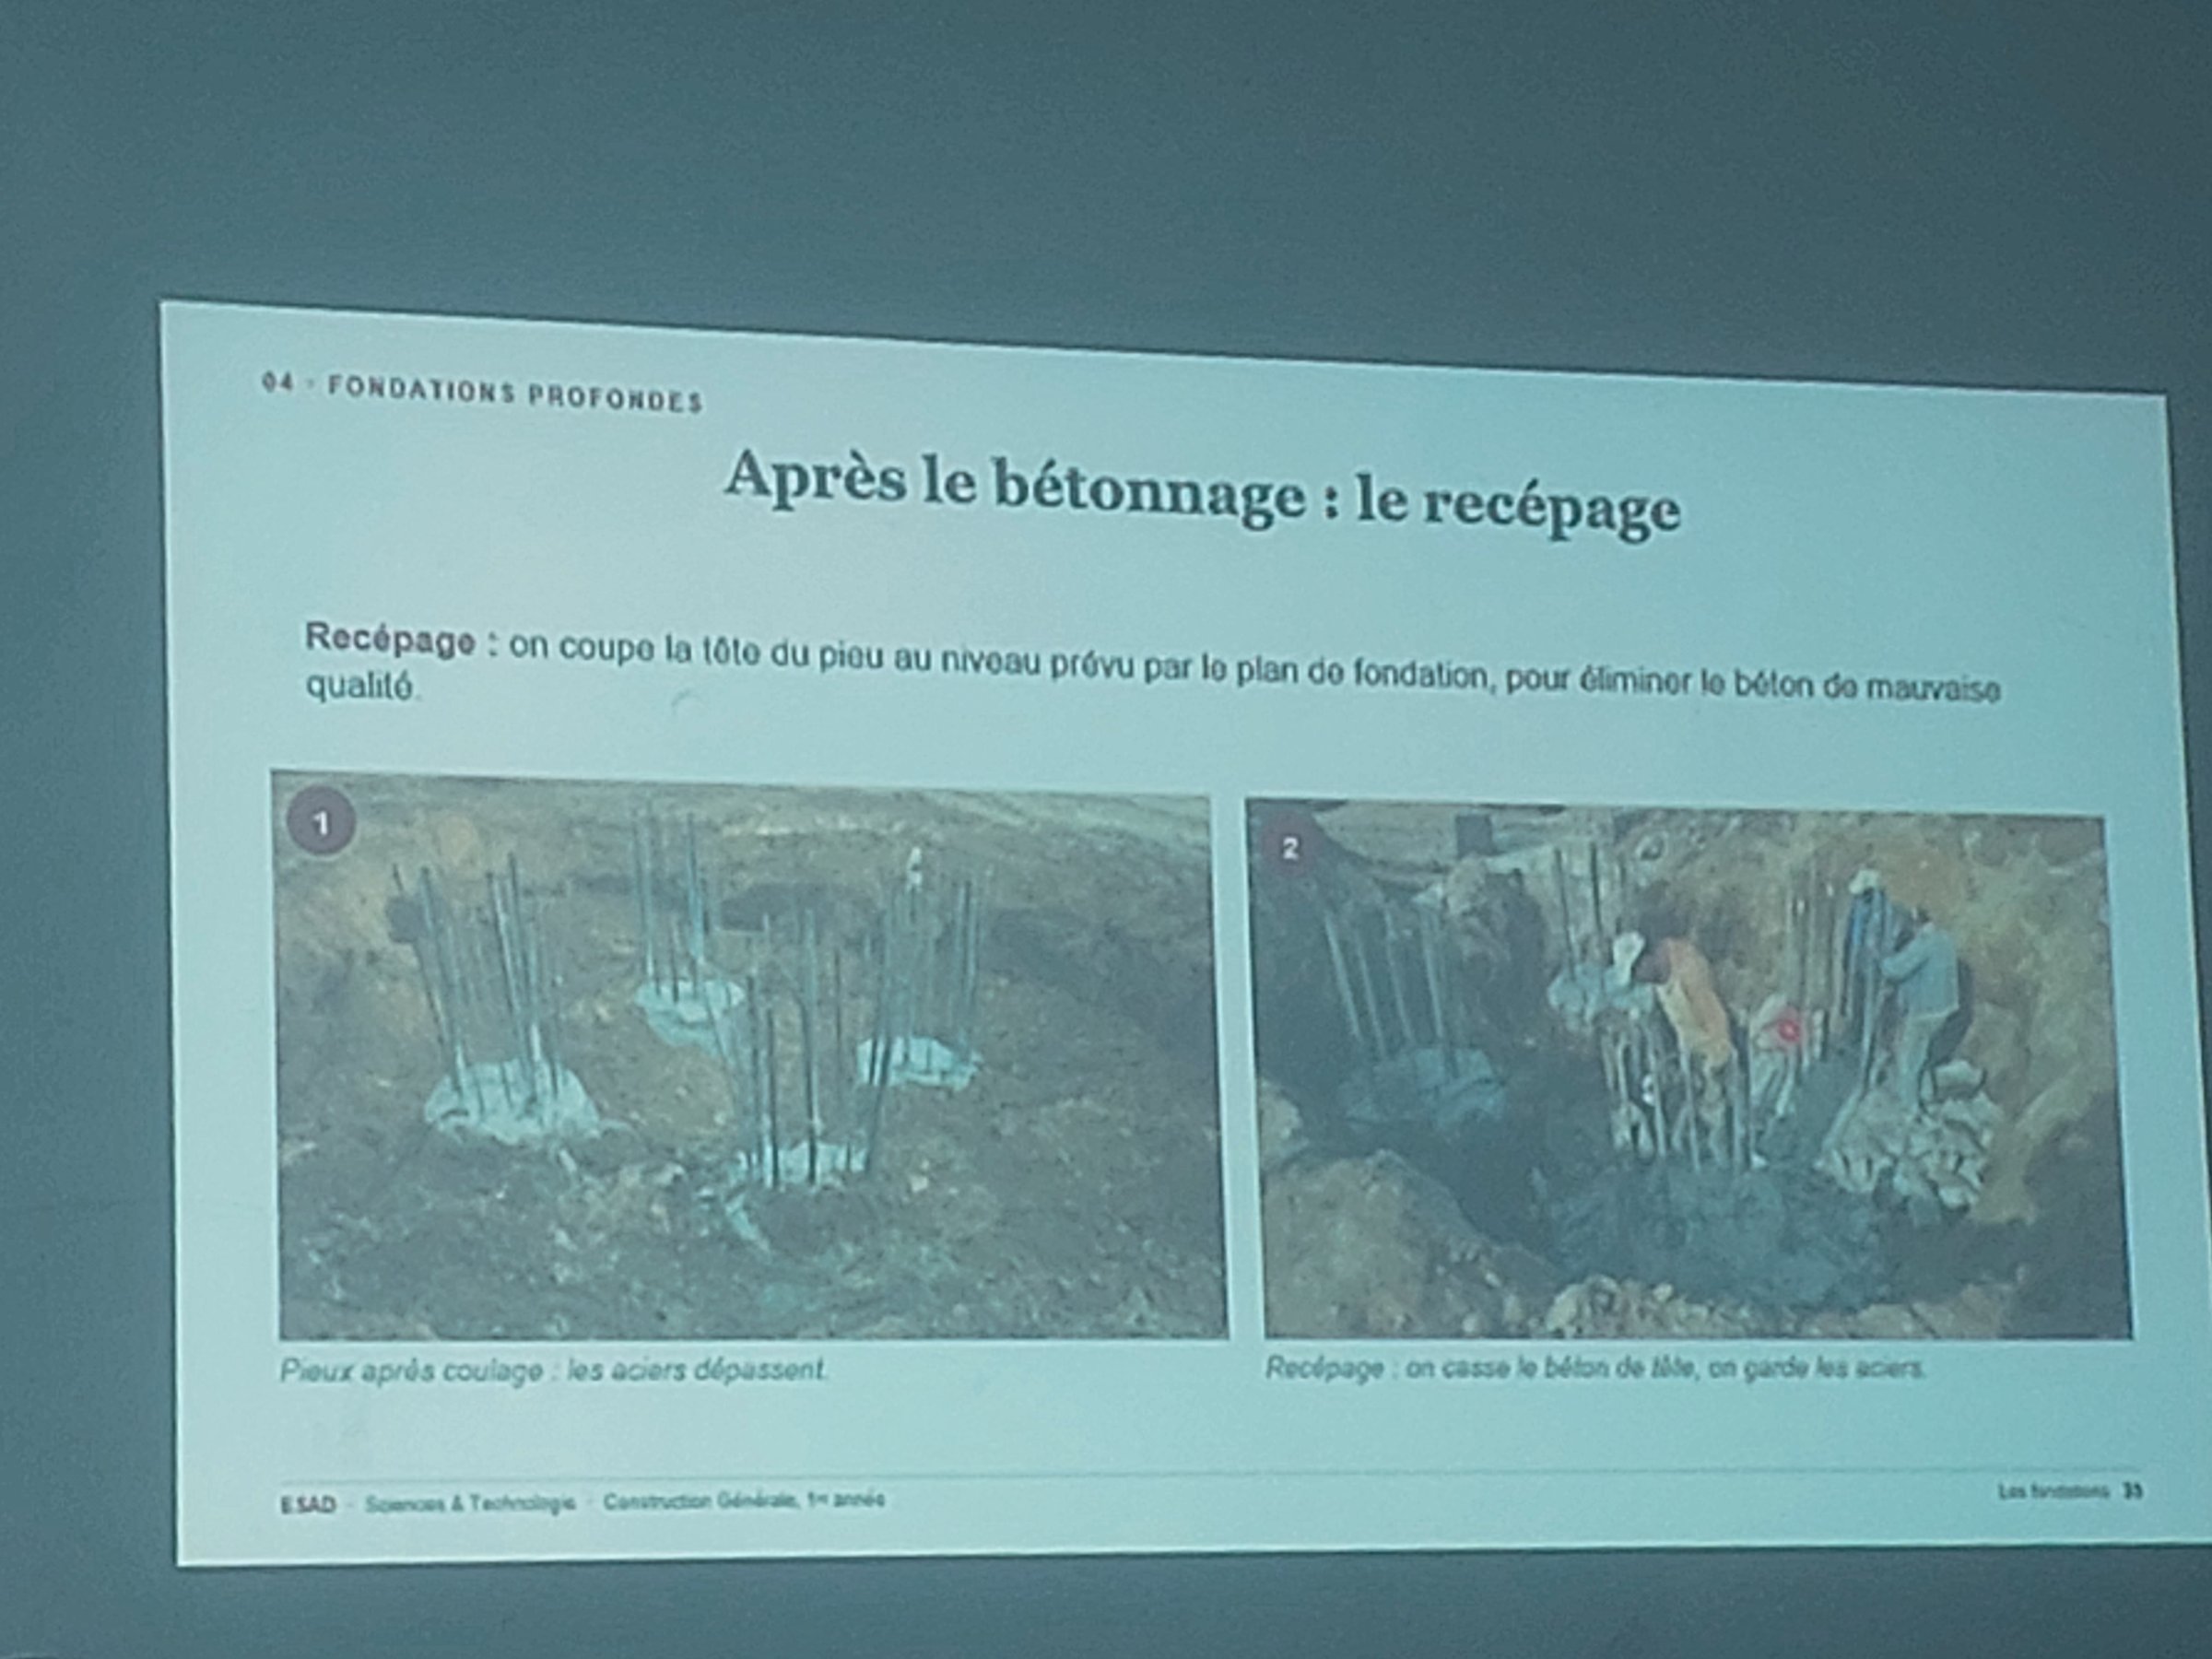 04 · FONDATIONS PROFONDES
Après le bétonnage : le recépage
Recépage : on coupe la tête du pieu au niveau prévu par le plan de fondation, pour éliminer le béton de mauvaise
qualité.
1
2
Pieux après coulage : les aciers dépassent.
Recépage : on casse le béton de tête, on garde les aciers.
ESAD · Sciences & Technologie · Construction Générale, 1re année
Les fondations